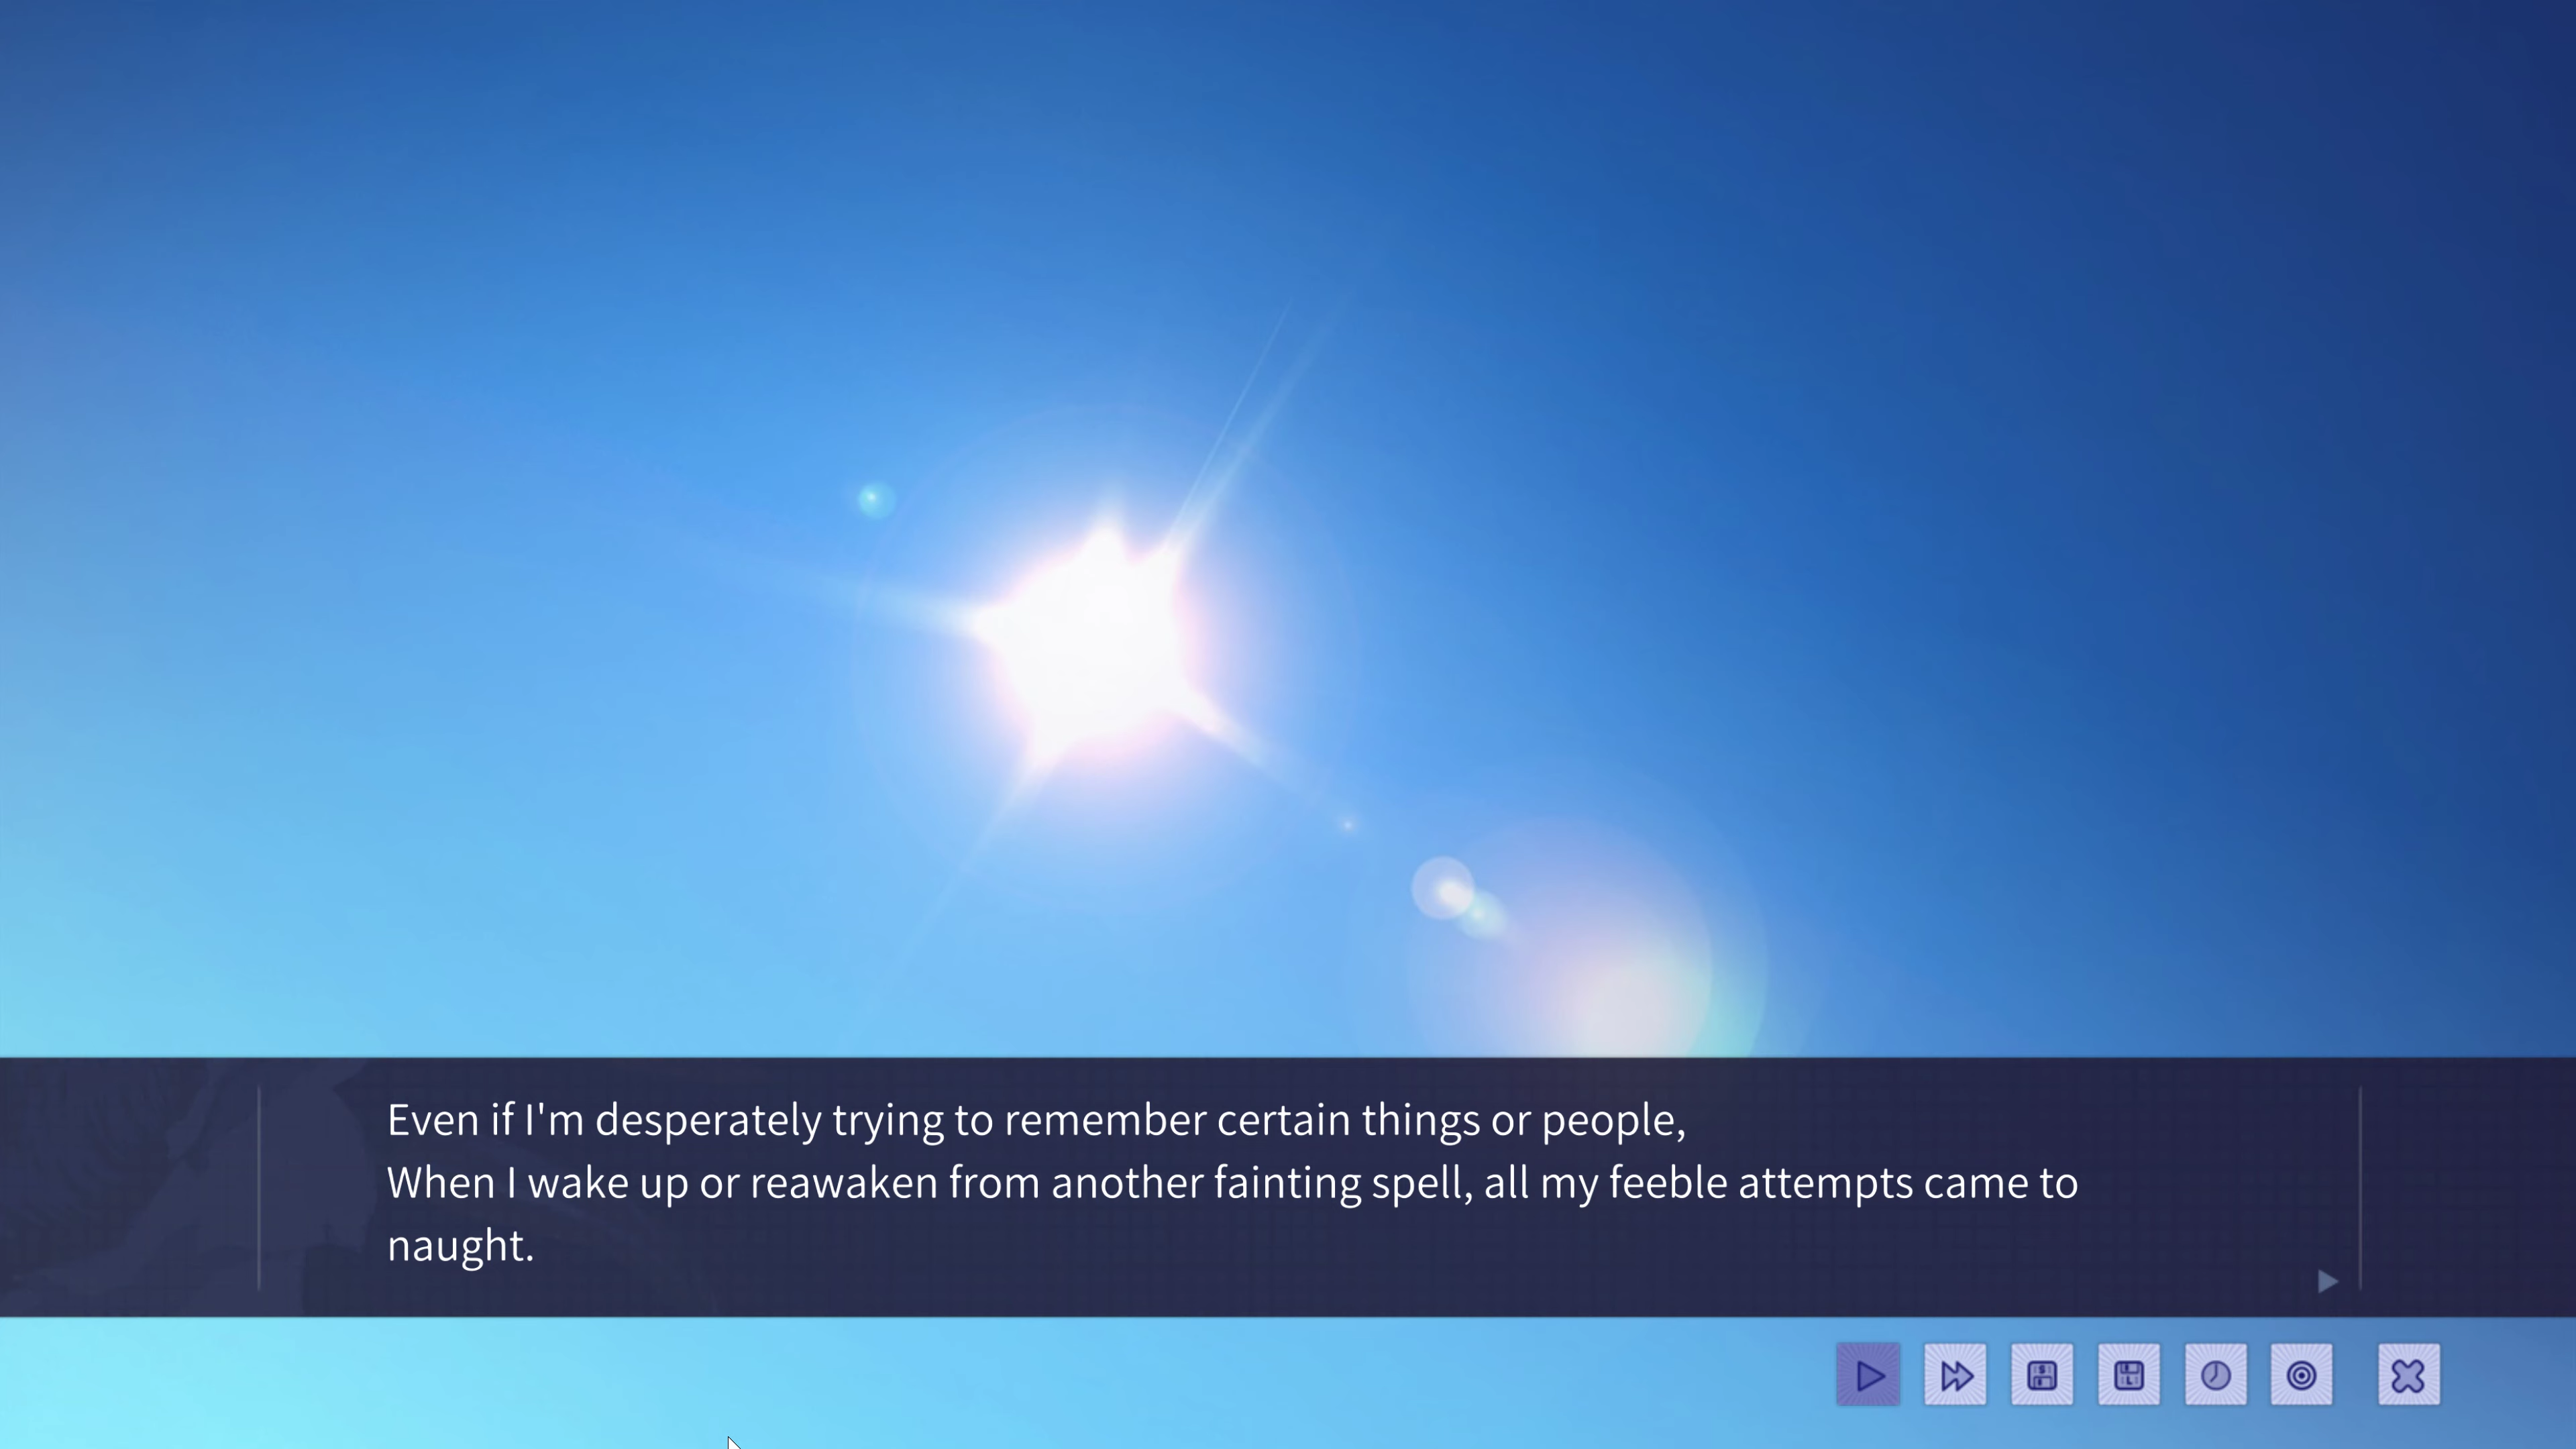 Even if I'm desperately trying to remember certain things or people,
When I wake up or reawaken from another fainting spell, all my feeble attempts came to
naught.